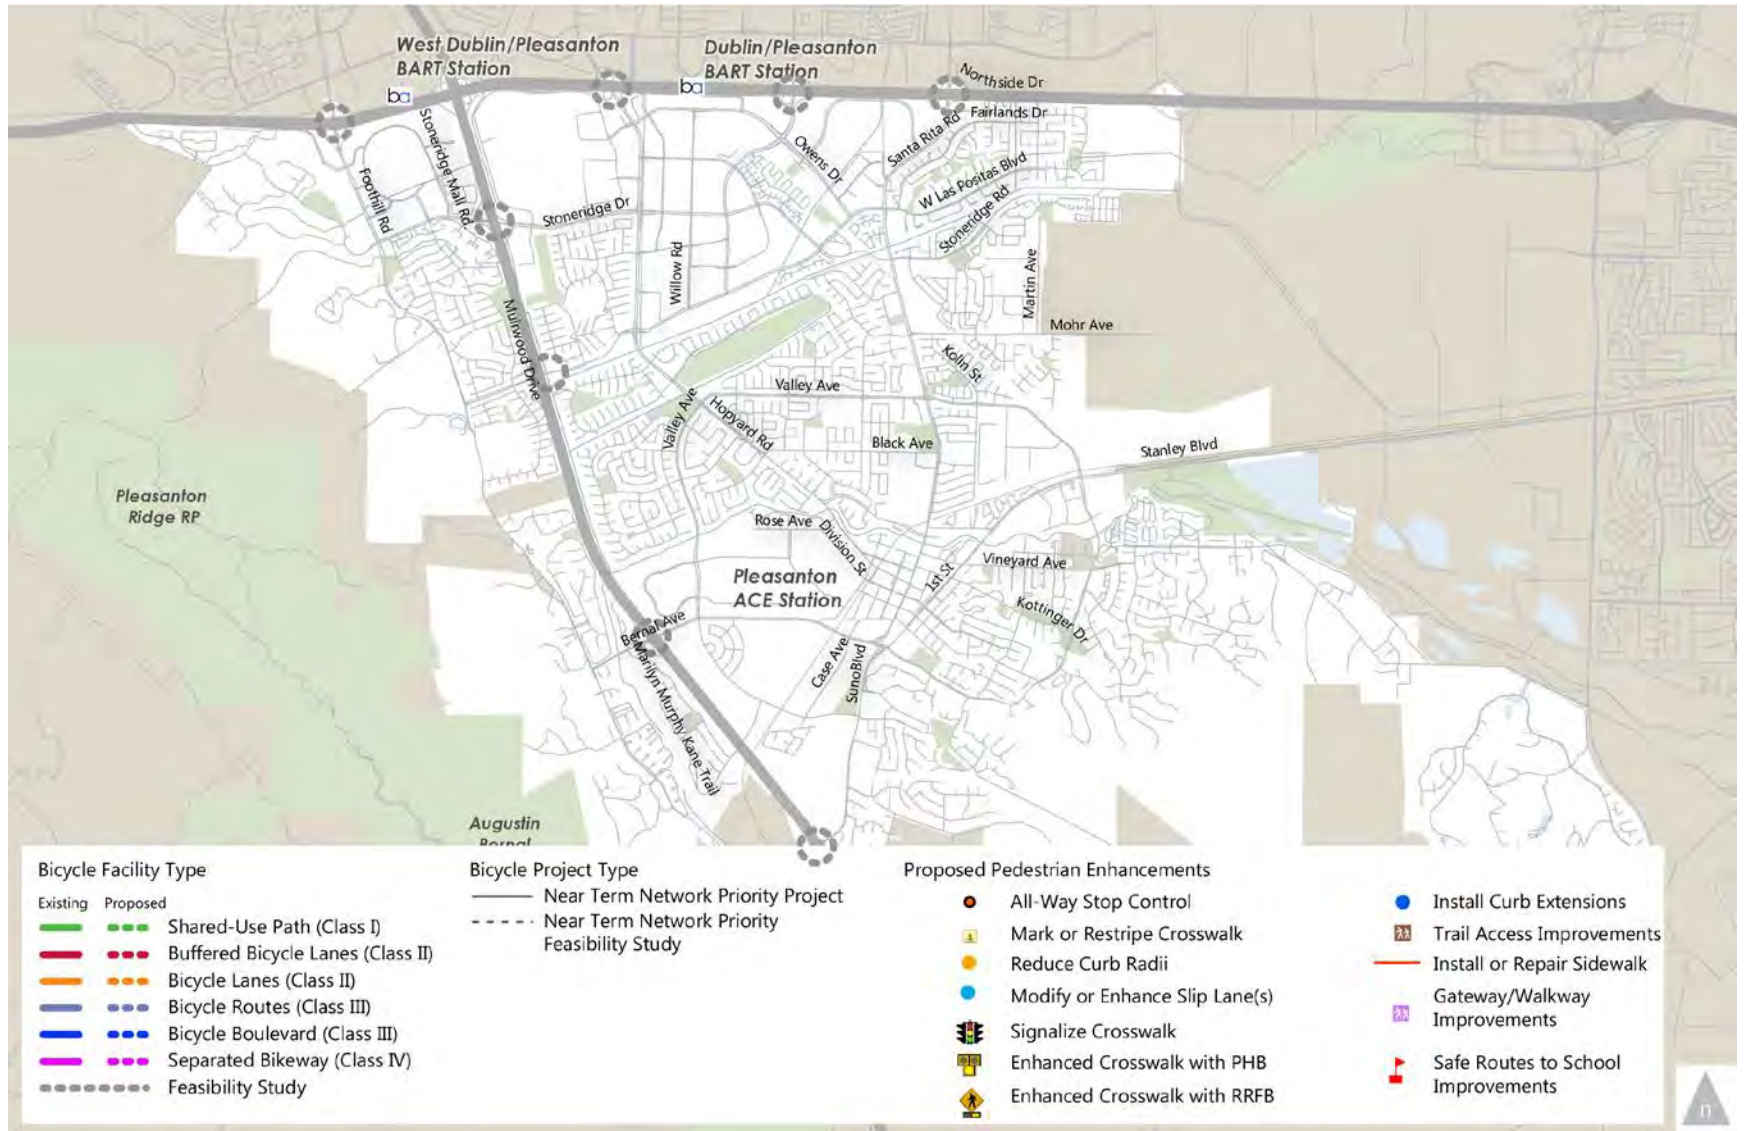 West Dublin/Pleasanton
BART Station
Dublin/Pleasanton
BART Station
ba
ba
Northside Dr
Fairlands Dr
Santa Rita Rd
Stoneridge Mall Rd.
Owens Dr
W Las Positas Blvd
Foothill Rd
Stoneridge Dr
Stoneridge Rd
Willow Rd
Martin Ave
Mohr Ave
Muirwood Drive
Kolln St
Valley Ave
Valley Ave
Hopyard Rd
Black Ave
Stanley Blvd
Pleasanton
Ridge RP
Rose Ave
Division St
Vineyard Ave
1st St
Pleasanton
ACE Station
Kottinger Dr
Bernal Ave
Case Ave
SunoBlvd
Marilyn Murphy Kane Trail
Augustin
Bernal
Bicycle Facility Type
Existing Proposed
Shared-Use Path (Class I)
Buffered Bicycle Lanes (Class II)
Bicycle Lanes (Class II)
Bicycle Routes (Class III)
Bicycle Boulevard (Class III)
Separated Bikeway (Class IV)
Feasibility Study
Bicycle Project Type
Near Term Network Priority Project
Near Term Network Priority
Feasibility Study
Proposed Pedestrian Enhancements
All-Way Stop Control
Mark or Restripe Crosswalk
Reduce Curb Radii
Modify or Enhance Slip Lane(s)
Signalize Crosswalk
Enhanced Crosswalk with PHB
Enhanced Crosswalk with RRFB
Install Curb Extensions
Trail Access Improvements
Install or Repair Sidewalk
Gateway/Walkway
Improvements
Safe Routes to School
Improvements
n